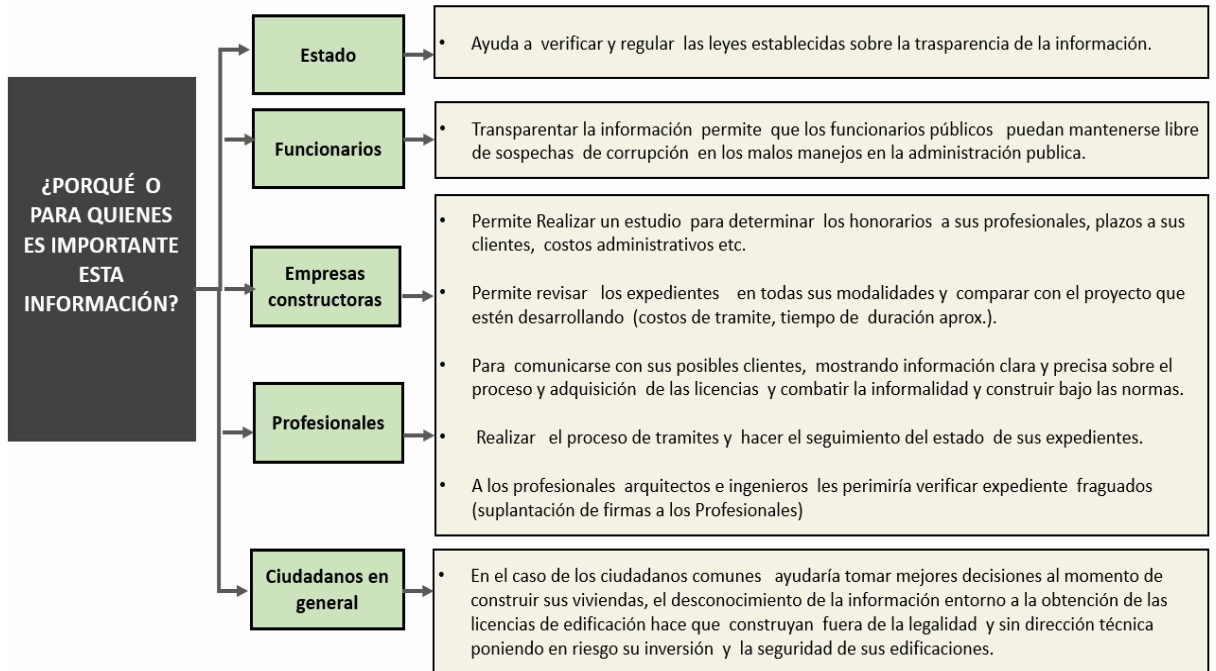 ¿PORQUÉ O
PARA QUIENES
ES IMPORTANTE
ESTA
INFORMACIÓN?
Estado
• Ayuda a verificar y regular las leyes establecidas sobre la trasparencia de la información.
Funcionarios
• Transparentar la información permite que los funcionarios públicos puedan mantenerse libre
de sospechas de corrupción en los malos manejos en la administración publica.
Empresas
constructoras
Profesionales
• Permite Realizar un estudio para determinar los honorarios a sus profesionales, plazos a sus
clientes, costos administrativos etc.
• Permite revisar los expedientes en todas sus modalidades y comparar con el proyecto que
estén desarrollando (costos de tramite, tiempo de duración aprox.).
• Para comunicarse con sus posibles clientes, mostrando información clara y precisa sobre el
proceso y adquisición de las licencias y combatir la informalidad y construir bajo las normas.
• Realizar el proceso de tramites y hacer el seguimiento del estado de sus expedientes.
• A los profesionales arquitectos e ingenieros les perimiría verificar expediente fraguados
(suplantación de firmas a los Profesionales)
Ciudadanos en
general
• En el caso de los ciudadanos comunes ayudaría tomar mejores decisiones al momento de
construir sus viviendas, el desconocimiento de la información entorno a la obtención de las
licencias de edificación hace que construyan fuera de la legalidad y sin dirección técnica
poniendo en riesgo su inversión y la seguridad de sus edificaciones.